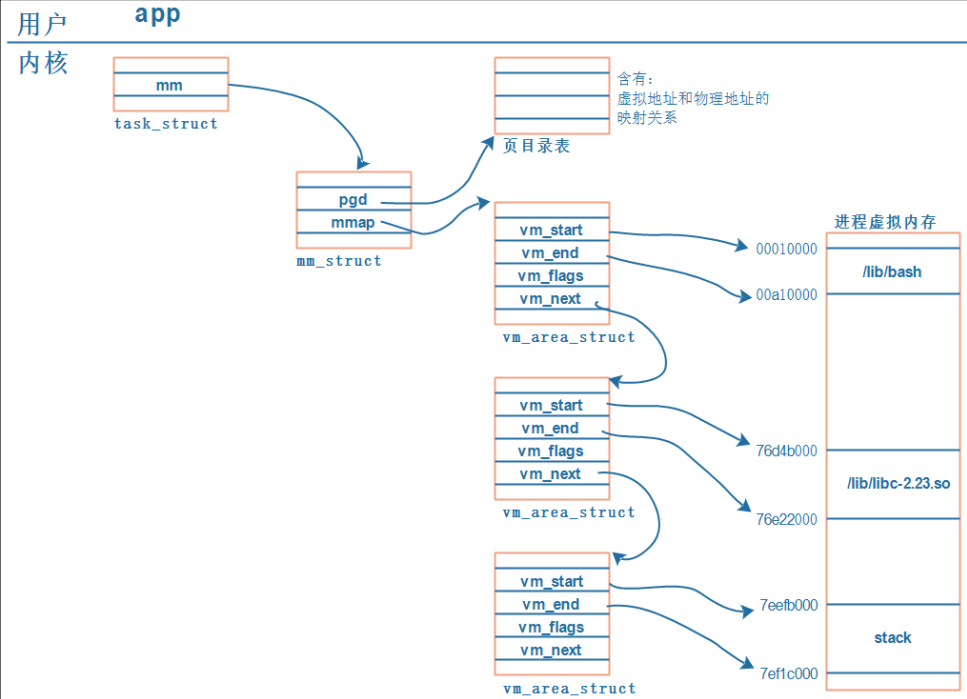 用户
app
内核
mm
task_struct
pgd
mmap
mm_struct
含有:
虚拟地址和物理地址的
映射关系
页目录表
vm_start
vm_end
vm_flags
vm_next
vm_area_struct
vm_start
vm_end
vm_flags
vm_next
vm_area_struct
vm_start
vm_end
vm_flags
vm_next
vm_area_struct
进程虚拟内存
00010000
/lib/bash
00a10000
76d4b000
/lib/libc-2.23.so
76e22000
7eefb000
stack
7ef1c000